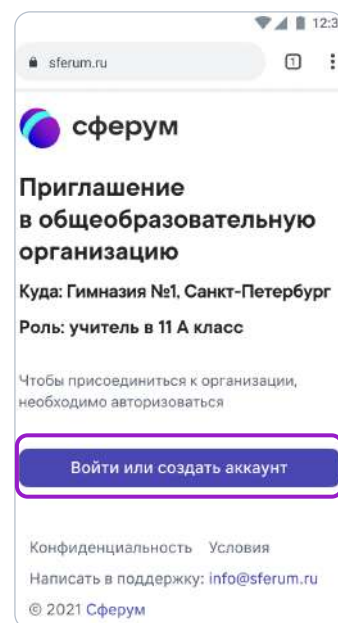 12:3
sferum.ru 1
сферум
Приглашение
в общеобразовательную
организацию
Куда: Гимназия №1, Санкт-Петербург
Роль: учитель в 11 А класс
Чтобы присоединиться к организации,
необходимо авторизоваться
Войти или создать аккаунт
Конфиденциальность Условия
Написать в поддержку: info@sferum.ru
© 2021 Сферум